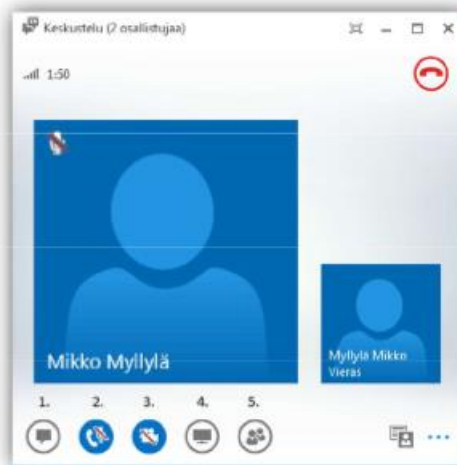 Keskustelu (2 osallistujaa)
1:50
Mikko Myllylä
Myllylä Mikko
Vieras
1. 2. 3. 4. 5.